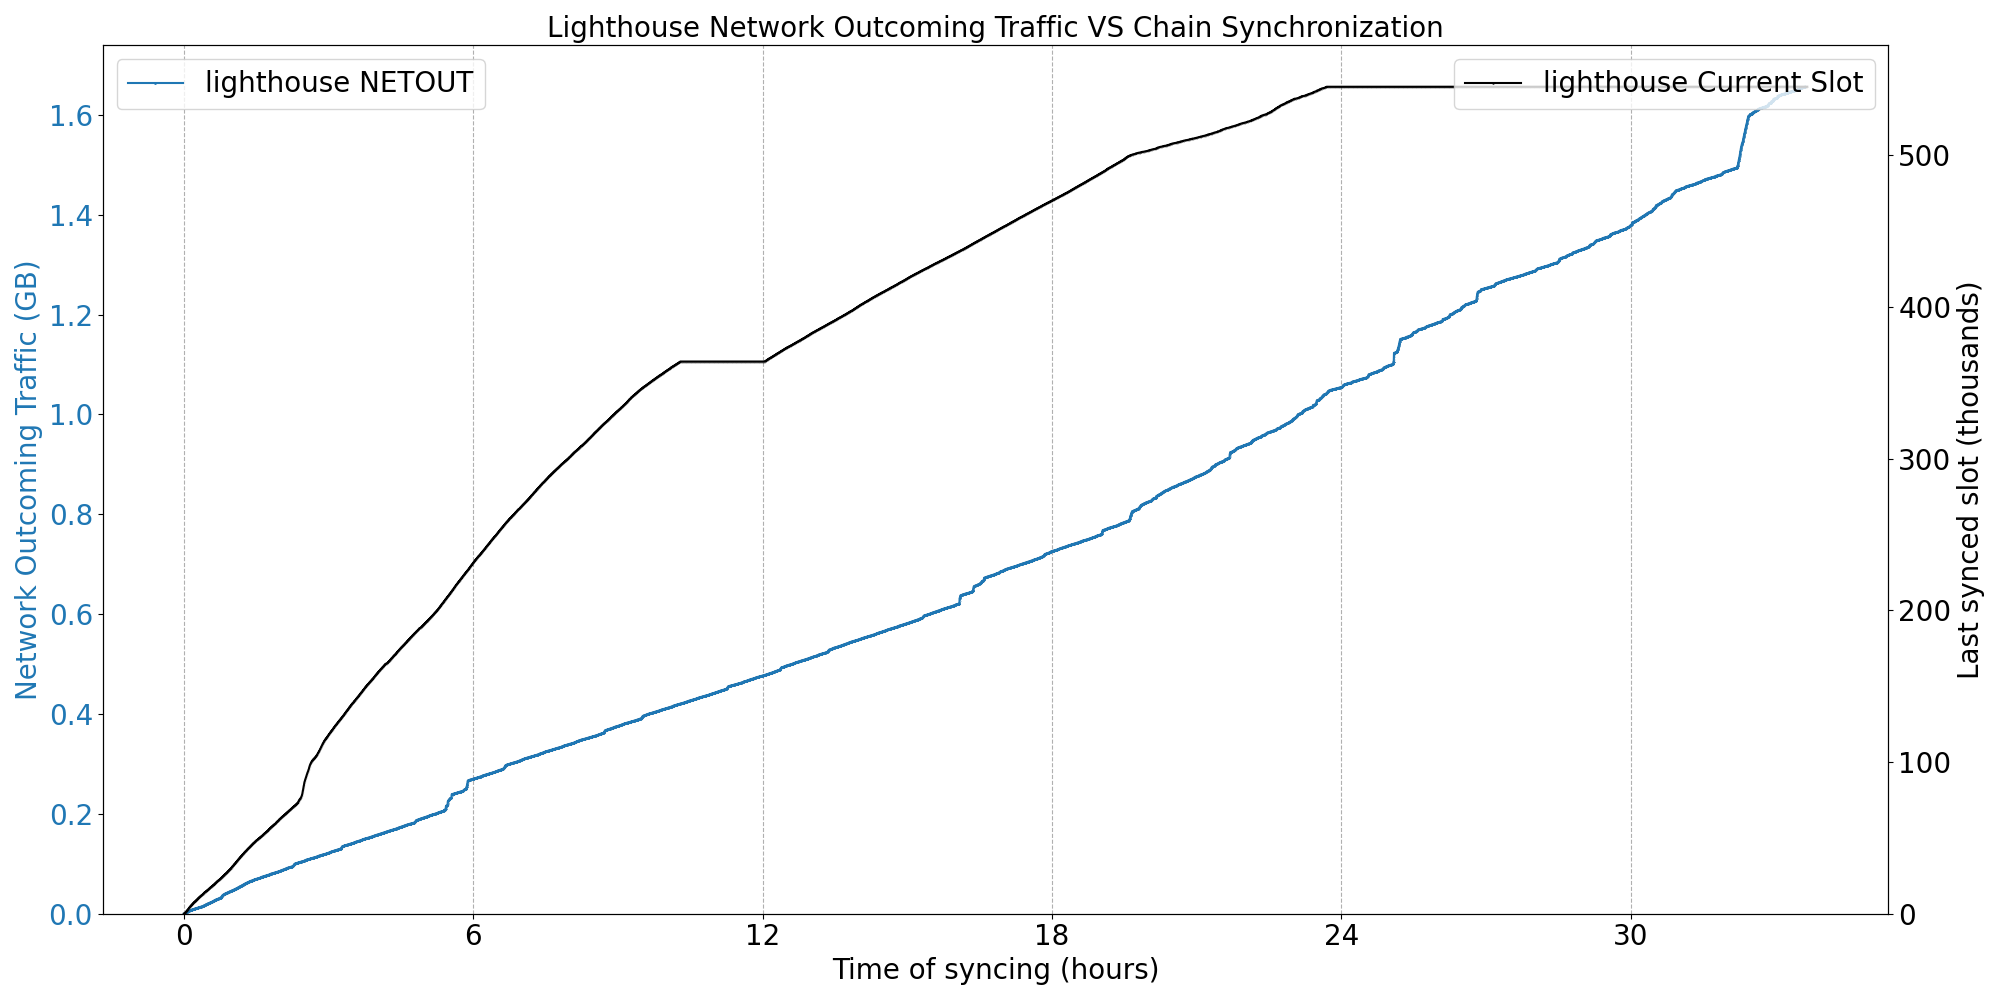 Lighthouse Network Outcoming Traffic VS Chain Synchronization
lighthouse NETOUT
lighthouse Current Slot
Network Outcoming Traffic (GB)
1.6
1.4
1.2
1.0
0.8
0.6
0.4
0.2
0.0
500
400
300
200
100
0
Last synced slot (thousands)
0 6 12 18 24 30
Time of syncing (hours)